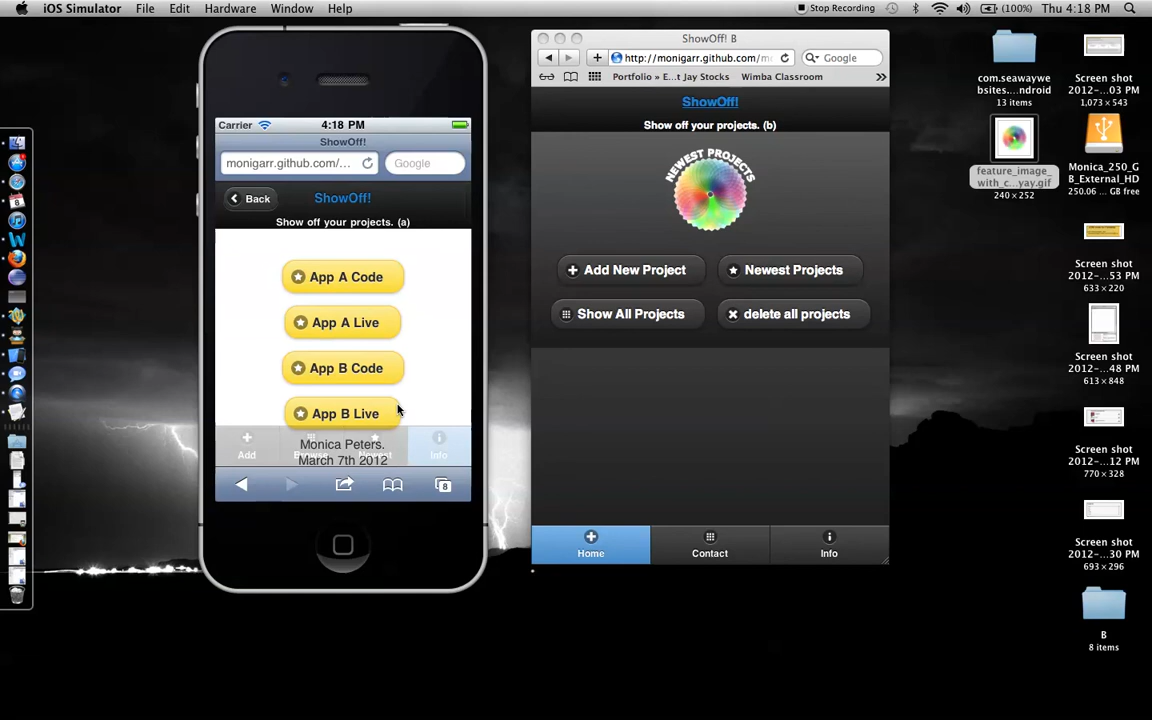 iOS Simulator File Edit Hardware Window Help
Stop Recording (100%) Thu 4:18 PM
Carrier 4:18 PM
ShowOff!
monigarr.github.com/... Google
Back ShowOff!
Show off your projects. (a)
App A Code
App A Live
App B Code
App B Live
Monica Peters.
March 7th 2012
Add Browse Newest Info
8
ShowOff! B
http://monigarr.github.com/m Google
Portfolio » E...t Jay Stocks Wimba Classroom
ShowOff!
Show off your projects. (b)
NEWEST PROJECTS
Add New Project Newest Projects
Show All Projects delete all projects
Home Contact Info
com.seawaywe
bsites....ndroid
13 items
feature_image_
with_c...yay.gif
240 × 252
Screen shot
2012-...03 PM
1,073 × 543
Monica_250_G
B_External_HD
250.06 ... GB free
Screen shot
2012-...53 PM
633 × 220
Screen shot
2012-...48 PM
613 × 848
Screen shot
2012-...12 PM
770 × 328
Screen shot
2012-...30 PM
693 × 296
B
8 items